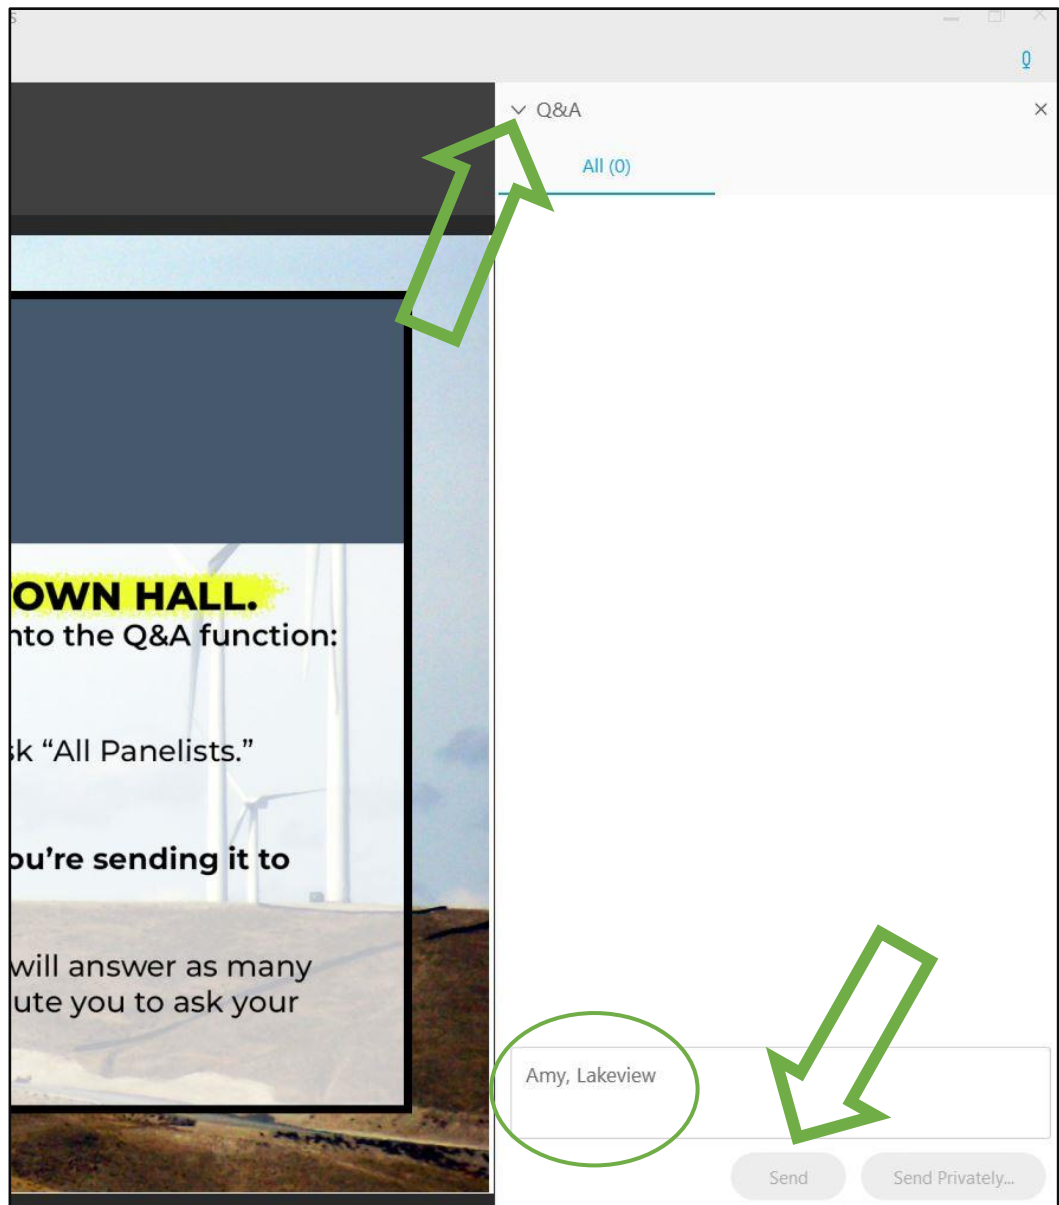 s
Q&A
All (0)
OWN HALL.
nto the Q&A function:
sk “All Panelists.”
ou’re sending it to
will answer as many
ute you to ask your
Amy, Lakeview
Send
Send Privately...